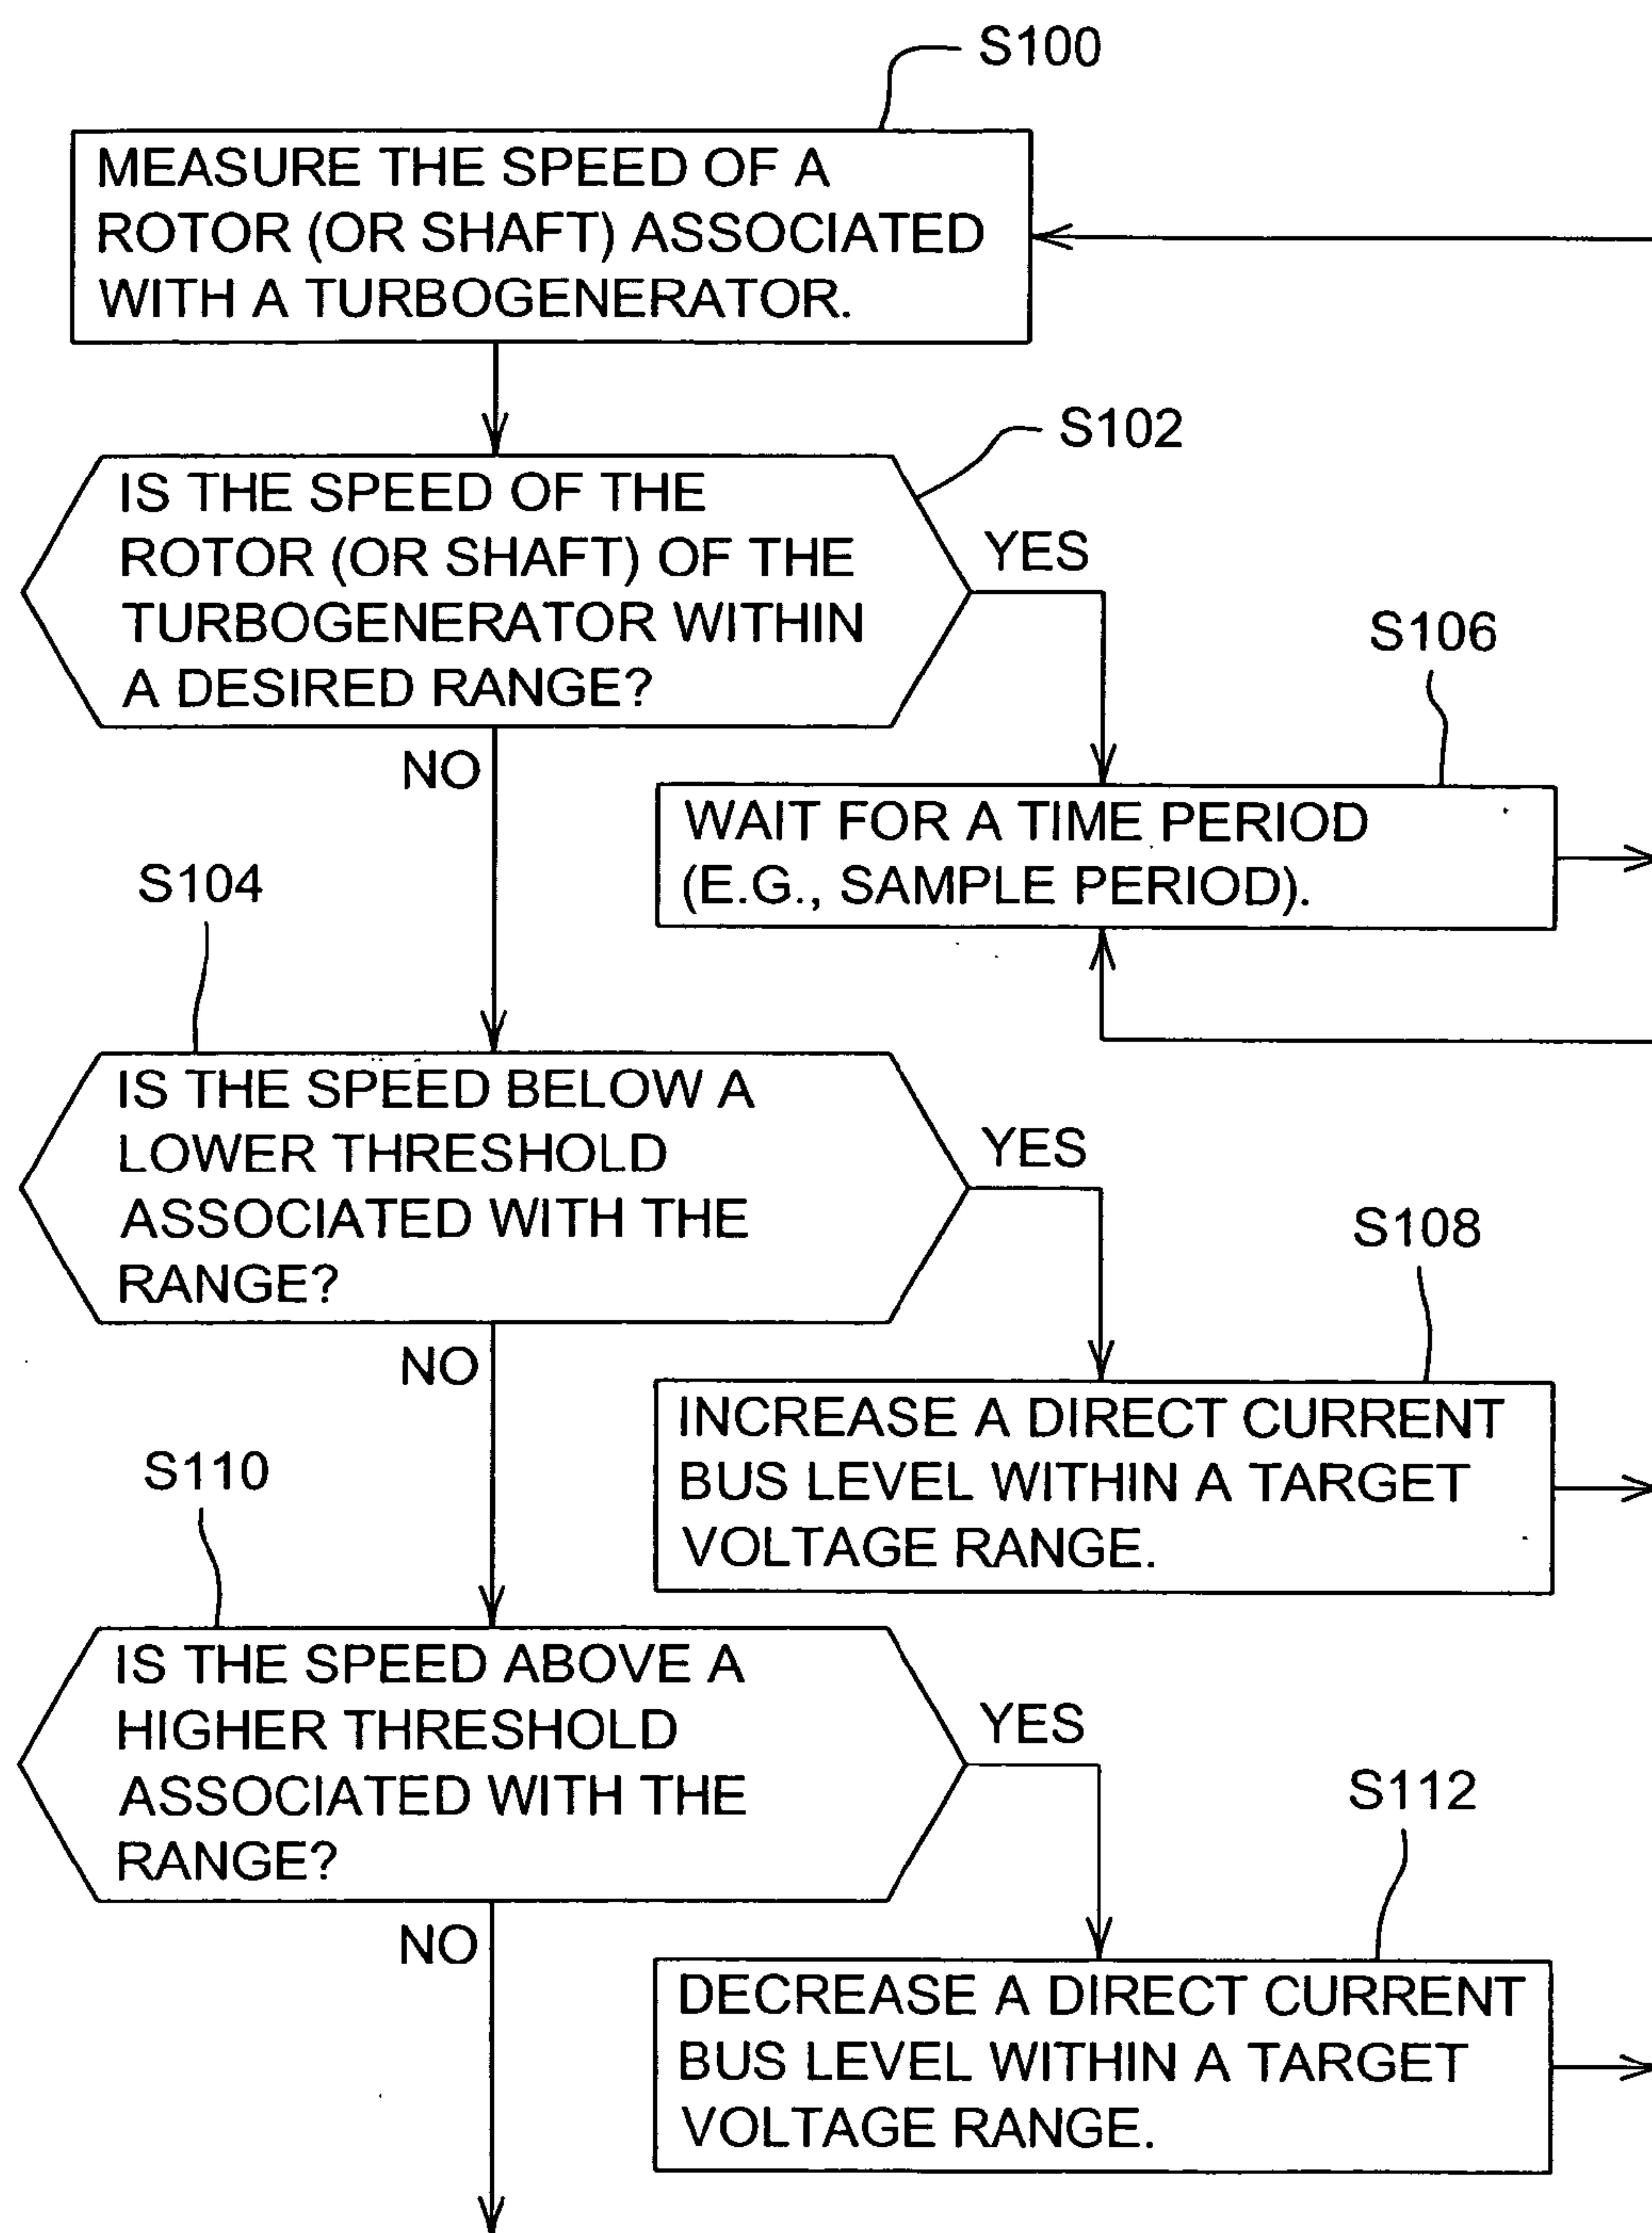 S100
MEASURE THE SPEED OF A
ROTOR (OR SHAFT) ASSOCIATED
WITH A TURBOGENERATOR.
S102
IS THE SPEED OF THE
ROTOR (OR SHAFT) OF THE
TURBOGENERATOR WITHIN
A DESIRED RANGE?
YES
NO
S106
WAIT FOR A TIME PERIOD
(E.G., SAMPLE PERIOD).
S104
IS THE SPEED BELOW A
LOWER THRESHOLD
ASSOCIATED WITH THE
RANGE?
YES
NO
S108
INCREASE A DIRECT CURRENT
BUS LEVEL WITHIN A TARGET
VOLTAGE RANGE.
S110
IS THE SPEED ABOVE A
HIGHER THRESHOLD
ASSOCIATED WITH THE
RANGE?
YES
NO
S112
DECREASE A DIRECT CURRENT
BUS LEVEL WITHIN A TARGET
VOLTAGE RANGE.